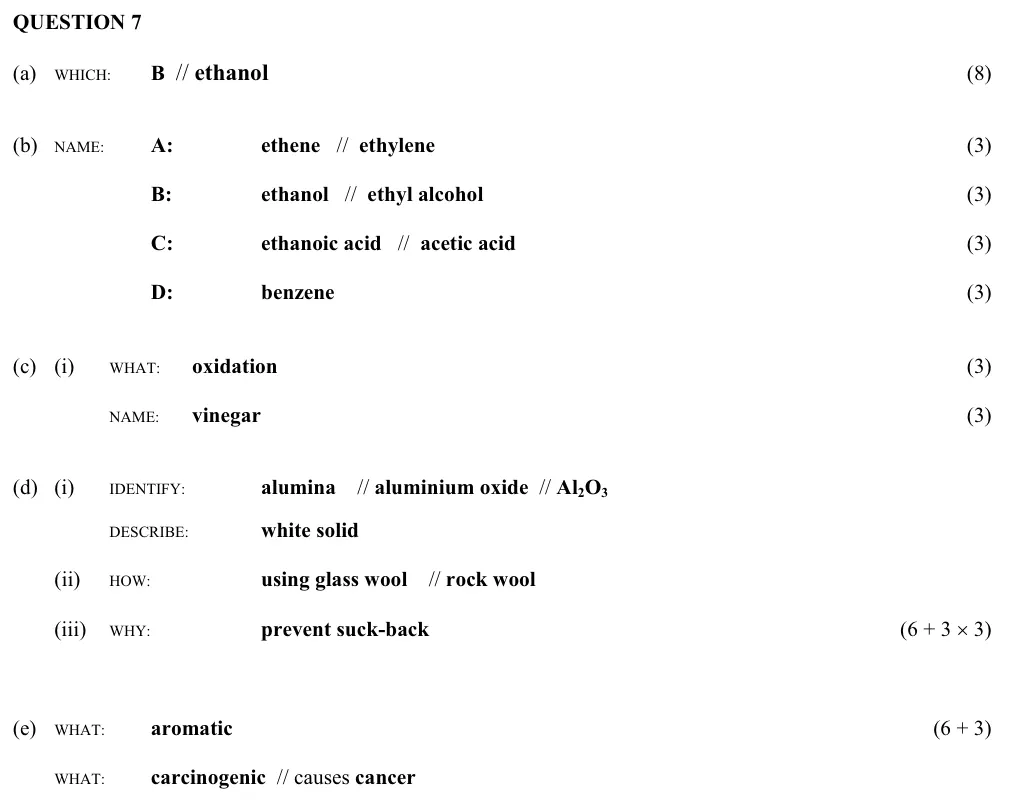 QUESTION 7
(a) WHICH: B // ethanol (8)
(b) NAME: A: ethene // ethylene (3)
B: ethanol // ethyl alcohol (3)
C: ethanoic acid // acetic acid (3)
D: benzene (3)
(c) (i) WHAT: oxidation (3)
NAME: vinegar (3)
(d) (i) IDENTIFY: alumina // aluminium oxide // Al₂O₃
DESCRIBE: white solid
(ii) HOW: using glass wool // rock wool
(iii) WHY: prevent suck-back (6 + 3 × 3)
(e) WHAT: aromatic (6 + 3)
WHAT: carcinogenic // causes cancer